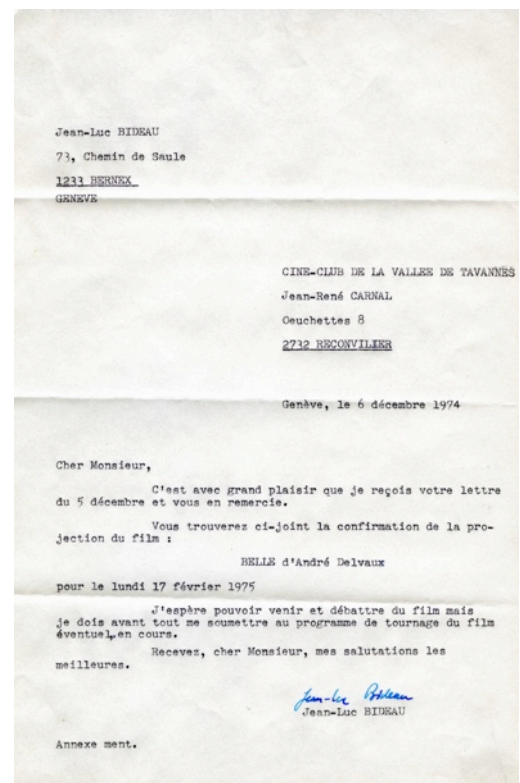 Jean-Luc BIDEAU
73, Chemin de Saule
1233 BERNEX
GENEVE
CINE-CLUB DE LA VALLEE DE TAVANNES
Jean-René CARNAL
Oeuchettes 8
2732 RECONVILIER
Genève, le 6 décembre 1974
Cher Monsieur,
C'est avec grand plaisir que je reçois votre lettre
du 5 décembre et vous en remercie.
Vous trouverez ci-joint la confirmation de la pro-
jection du film :
BELLE d'André Delvaux
pour le lundi 17 février 1975
J'espère pouvoir venir et débattre du film mais
je dois avant tout me soumettre au programme de tournage du film
éventuel, en cours.
Recevez, cher Monsieur, mes salutations les
meilleures.
Jean-Luc Bideau
Jean-Luc BIDEAU
Annexe ment.